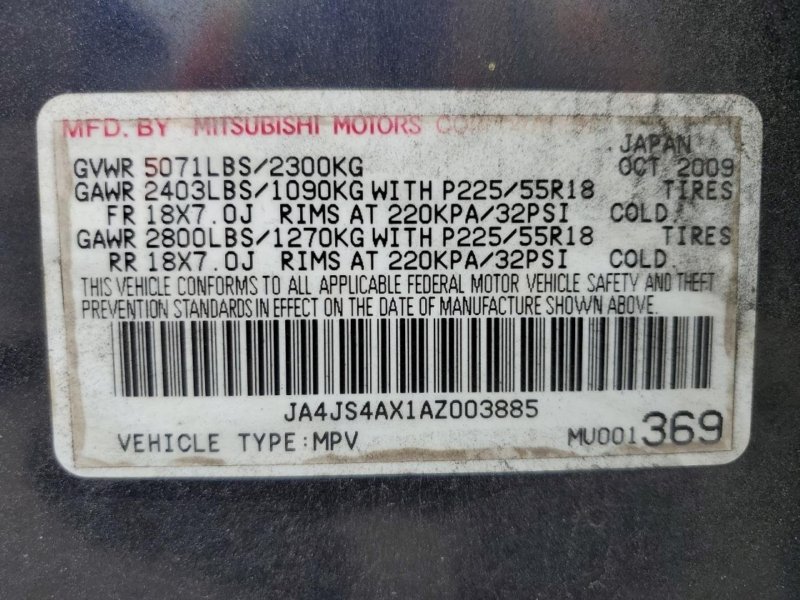 MFD. BY MITSUBISHI MOTORS
JAPAN
GVWR 5071LBS/2300KG OCT 2009
GAWR 2403LBS/1090KG WITH P225/55R18 TIRES
FR 18X7.0J RIMS AT 220KPA/32PSI COLD.
GAWR 2800LBS/1270KG WITH P225/55R18 TIRES
RR 18X7.0J RIMS AT 220KPA/32PSI COLD.
THIS VEHICLE CONFORMS TO ALL APPLICABLE FEDERAL MOTOR VEHICLE SAFETY AND THEFT
PREVENTION STANDARDS IN EFFECT ON THE DATE OF MANUFACTURE SHOWN ABOVE.
JA4JS4AX1AZ003885
VEHICLE TYPE:MPV MU001369